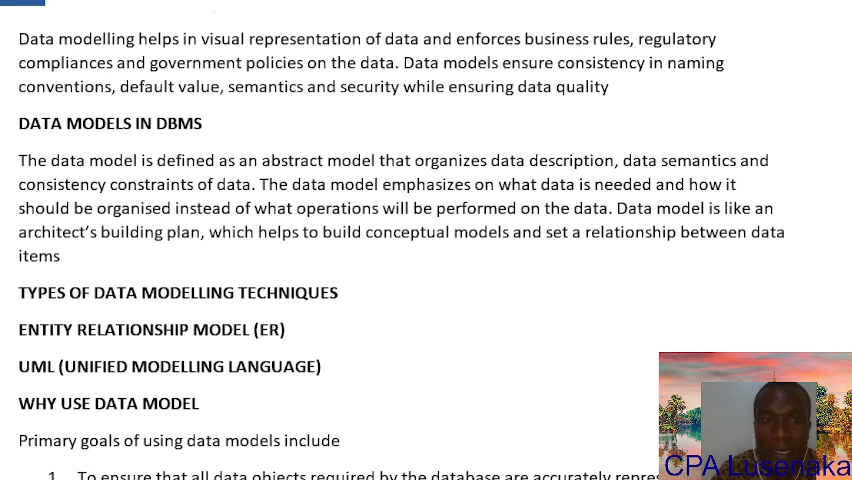 Data modelling helps in visual representation of data and enforces business rules, regulatory
compliances and government policies on the data. Data models ensure consistency in naming
conventions, default value, semantics and security while ensuring data quality
DATA MODELS IN DBMS
The data model is defined as an abstract model that organizes data description, data semantics and
consistency constraints of data. The data model emphasizes on what data is needed and how it
should be organised instead of what operations will be performed on the data. Data model is like an
architect's building plan, which helps to build conceptual models and set a relationship between data
items
TYPES OF DATA MODELLING TECHNIQUES
ENTITY RELATIONSHIP MODEL (ER)
UML (UNIFIED MODELLING LANGUAGE)
WHY USE DATA MODEL
Primary goals of using data models include
1. To ensure that all data objects required by the database are accurately
CPA Lusenaka